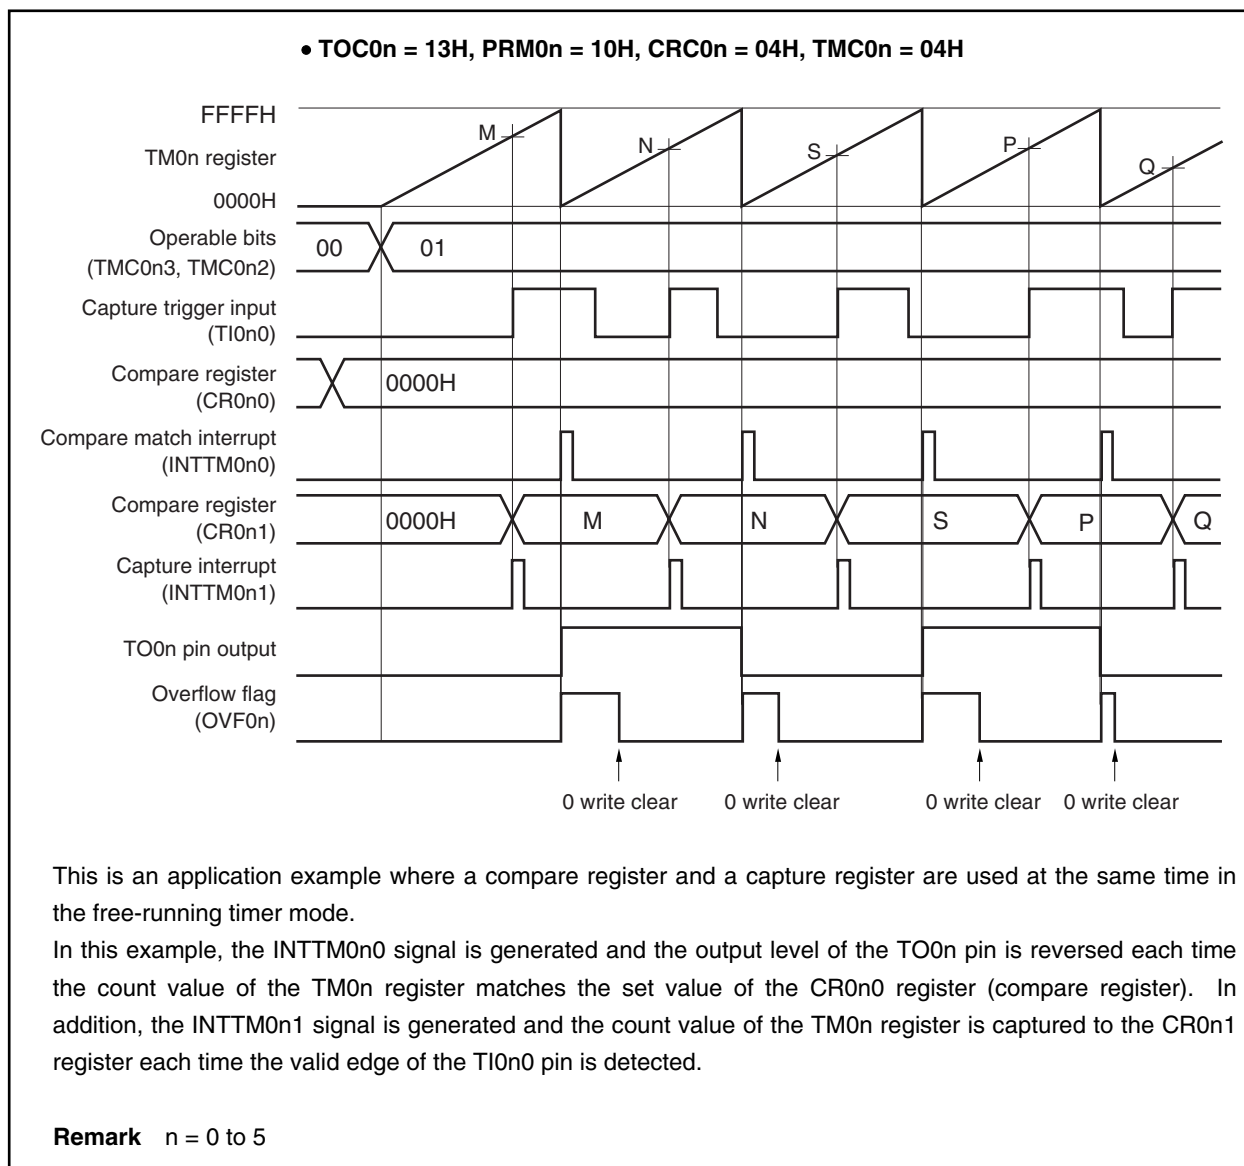 • TOC0n = 13H, PRM0n = 10H, CRC0n = 04H, TMC0n = 04H
FFFFH
TM0n register
0000H
M
N
S
P
Q
Operable bits
(TMC0n3, TMC0n2)
00
01
Capture trigger input
(TI0n0)
Compare register
(CR0n0)
0000H
Compare match interrupt
(INTTM0n0)
Compare register
(CR0n1)
0000H
M
N
S
P
Q
Capture interrupt
(INTTM0n1)
TO0n pin output
Overflow flag
(OVF0n)
0 write clear
0 write clear
0 write clear
0 write clear
This is an application example where a compare register and a capture register are used at the same time in
the free-running timer mode.
In this example, the INTTM0n0 signal is generated and the output level of the TO0n pin is reversed each time
the count value of the TM0n register matches the set value of the CR0n0 register (compare register). In
addition, the INTTM0n1 signal is generated and the count value of the TM0n register is captured to the CR0n1
register each time the valid edge of the TI0n0 pin is detected.
Remark n = 0 to 5